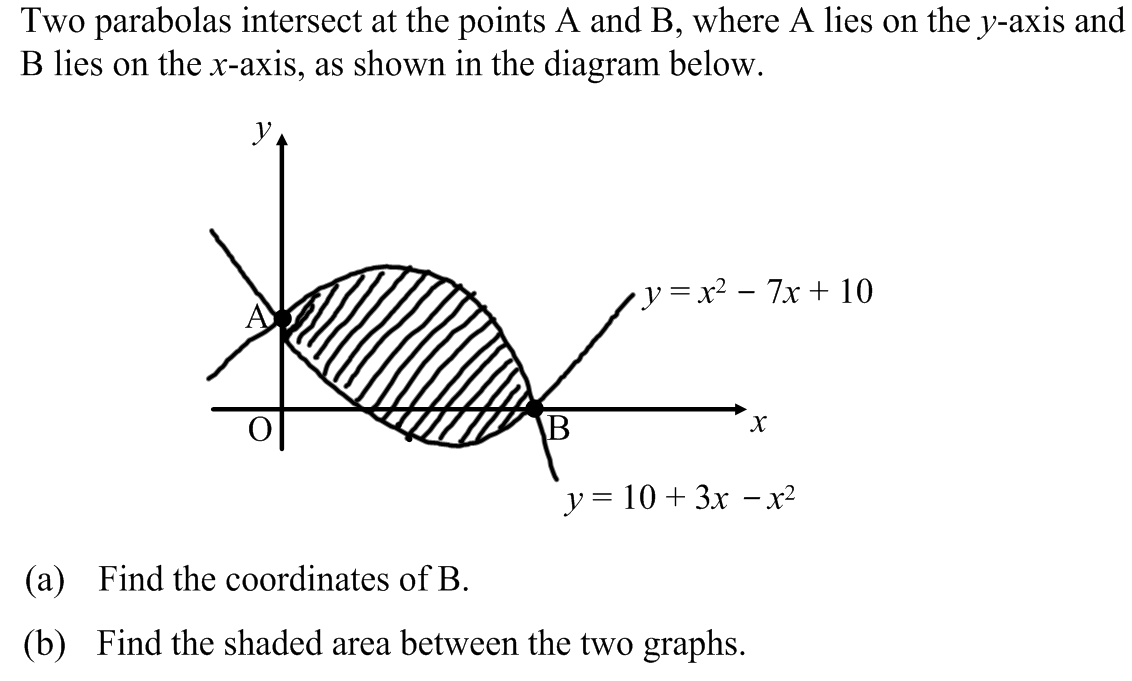 Two parabolas intersect at the points A and B, where A lies on the y-axis and
B lies on the x-axis, as shown in the diagram below.
y
y = x² − 7x + 10
A
O
B
x
y = 10 + 3x − x²
(a) Find the coordinates of B.
(b) Find the shaded area between the two graphs.